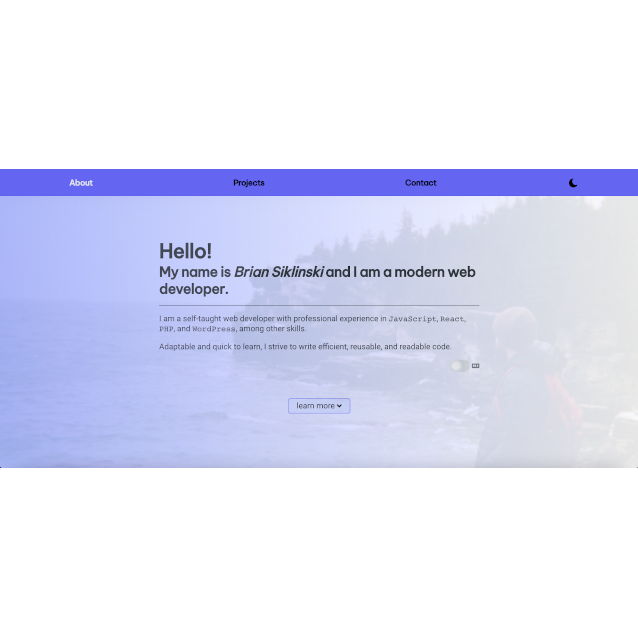 About
Projects
Contact
Hello!
My name is Brian Siklinski and I am a modern web
developer.
I am a self-taught web developer with professional experience in JavaScript, React,
PHP, and WordPress, among other skills.
Adaptable and quick to learn, I strive to write efficient, reusable, and readable code.
learn more